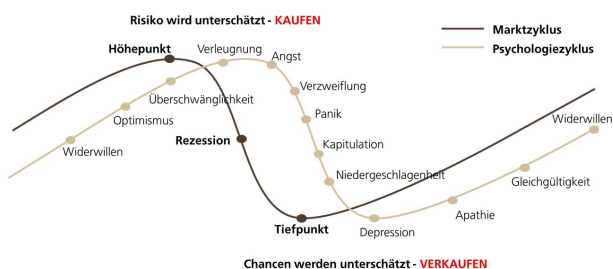 Risiko wird unterschätzt - KAUFEN
Marktzyklus
Psychologiezyklus
Höhepunkt
Verleugnung
Angst
Überschwänglichkeit
Verzweiflung
Optimismus
Panik
Widerwillen
Rezession
Kapitulation
Widerwillen
Niedergeschlagenheit
Gleichgültigkeit
Apathie
Tiefpunkt
Depression
Chancen werden unterschätzt - VERKAUFEN